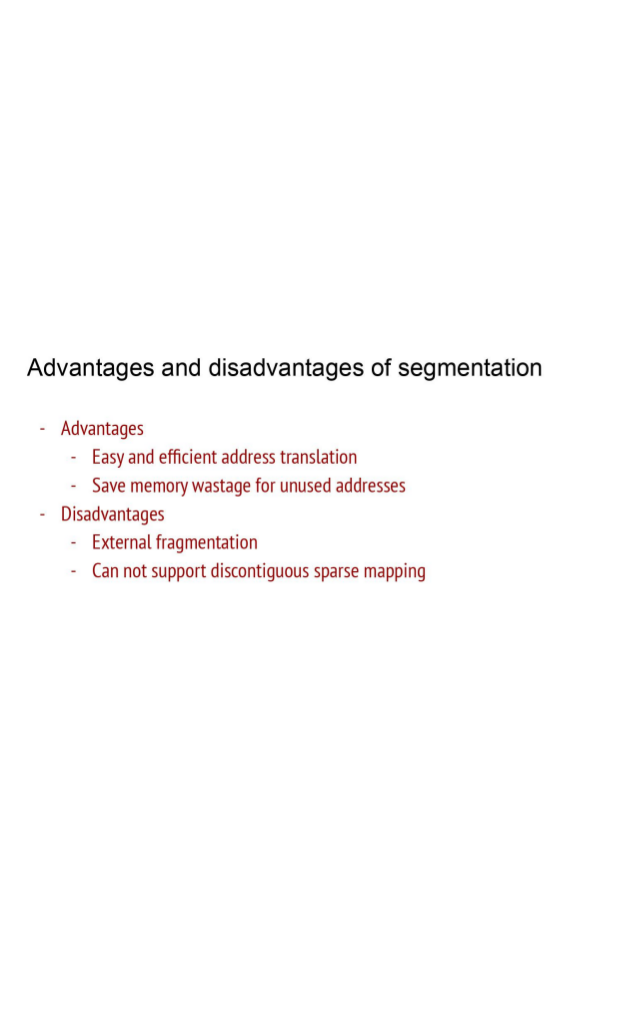 Advantages and disadvantages of segmentation
- Advantages
- Easy and efficient address translation
- Save memory wastage for unused addresses
- Disadvantages
- External fragmentation
- Can not support discontiguous sparse mapping